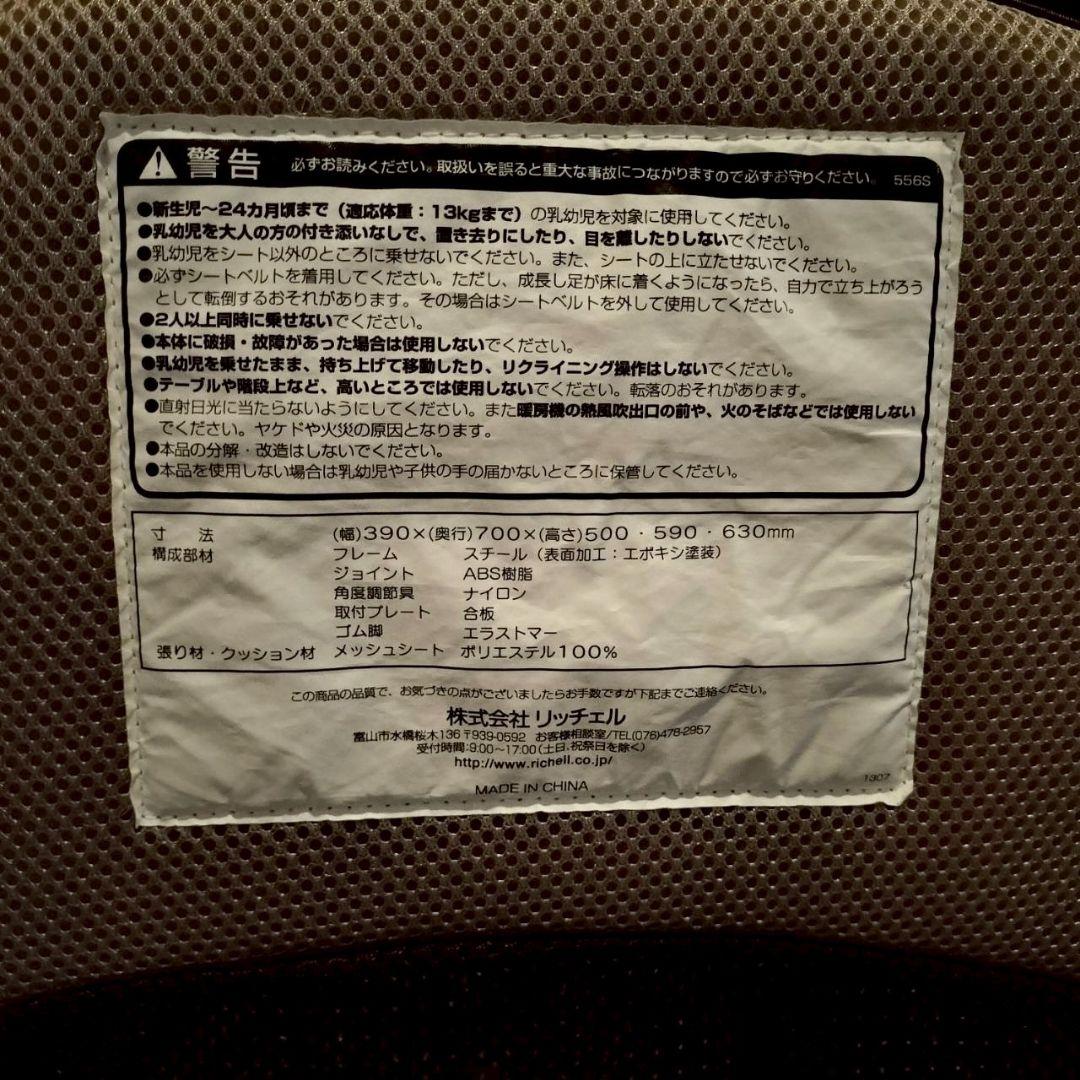 警告 必ずお読みください。取扱いを誤ると重大な事故につながりますので必ずお守りください。 556S
●新生児～24カ月頃まで（適応体重：13kgまで）の乳幼児を対象に使用してください。
●乳幼児を大人の方の付き添いなしで、置き去りにしたり、目を離したりしないでください。
●乳幼児をシート以外のところに乗せないでください。また、シートの上に立たせないでください。
●必ずシートベルトを着用してください。ただし、成長し足が床に着くようになったら、自力で立ち上がろう
として転倒するおそれがあります。その場合はシートベルトを外して使用してください。
●2人以上同時に乗せないでください。
●本体に破損・故障があった場合は使用しないでください。
●乳幼児を乗せたまま、持ち上げて移動したり、リクライニング操作はしないでください。
●テーブルや階段上など、高いところでは使用しないでください。転落のおそれがあります。
●直射日光に当たらないようにしてください。また暖房機の熱風吹出口の前や、火のそばなどでは使用しない
でください。ヤケドや火災の原因となります。
●本品の分解・改造はしないでください。
●本品を使用しない場合は乳幼児や子供の手の届かないところに保管してください。
寸 法 (幅)390×(奥行)700×(高さ)500・590・630mm
構成部材 フレーム スチール（表面加工：エポキシ塗装）
ジョイント ABS樹脂
角度調節具 ナイロン
取付プレート 合板
ゴム脚 エラストマー
張り材・クッション材 メッシュシート ポリエステル100%
この商品の品質で、お気づきの点がございましたらお手数ですが下記までご連絡ください。
株式会社 リッチェル
富山市水橋桜木136 〒939-0592 お客様相談室/TEL(076)478-2957
受付時間:9:00～17:00(土日、祝祭日を除く)
http://www.richell.co.jp/
MADE IN CHINA
1307